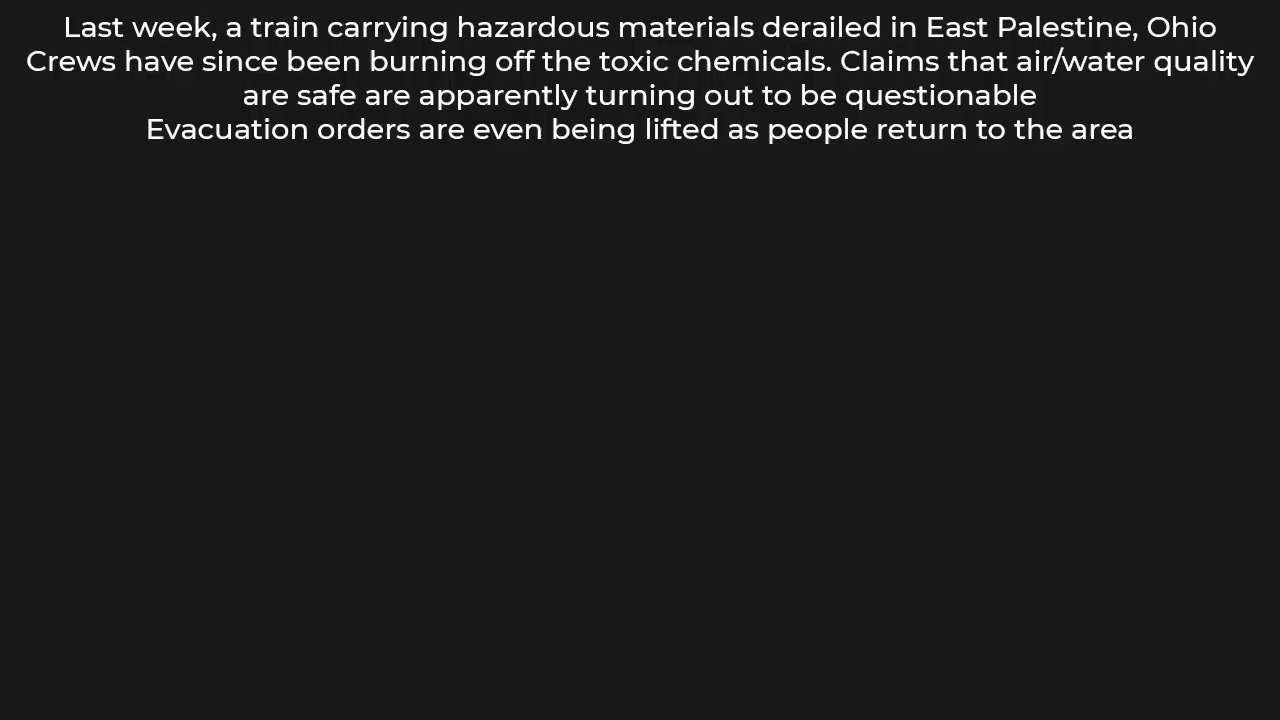 Last week, a train carrying hazardous materials derailed in East Palestine, Ohio
Crews have since been burning off the toxic chemicals. Claims that air/water quality
are safe are apparently turning out to be questionable
Evacuation orders are even being lifted as people return to the area